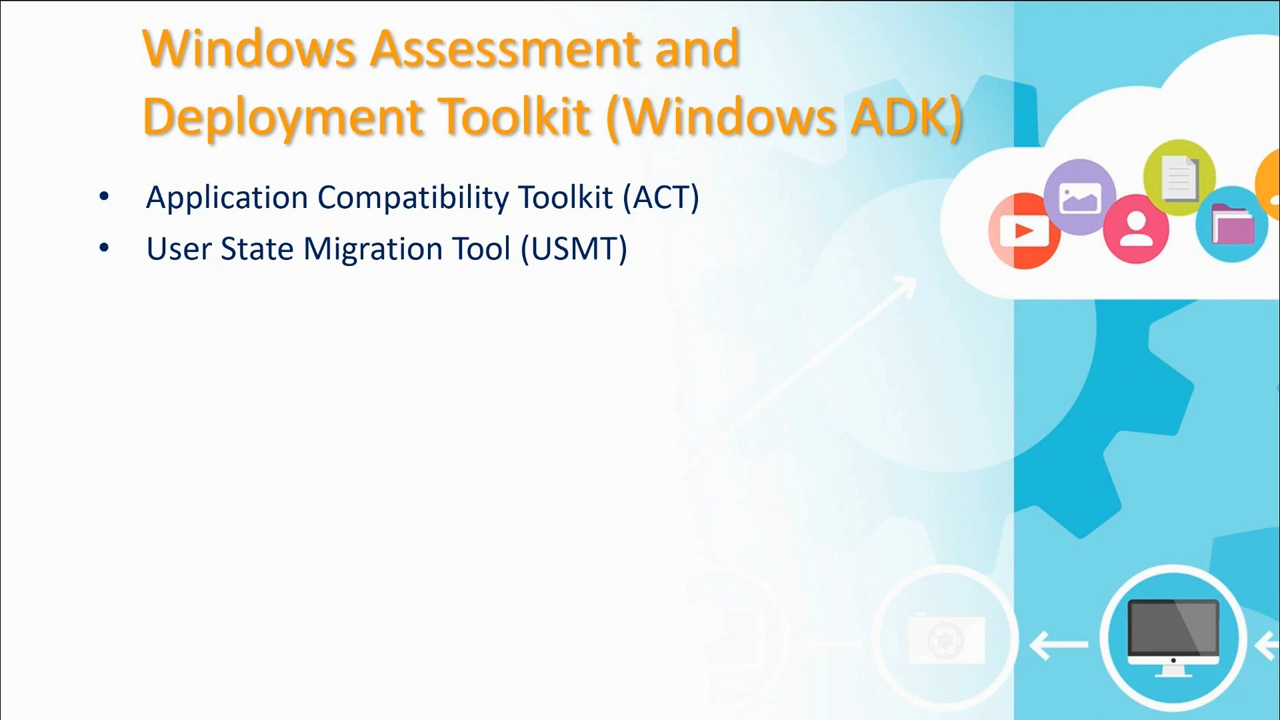 Windows Assessment and
Deployment Toolkit (Windows ADK)
• Application Compatibility Toolkit (ACT)
• User State Migration Tool (USMT)